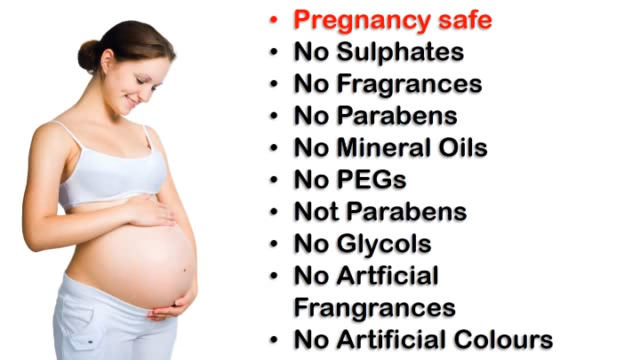 • Pregnancy safe
• No Sulphates
• No Fragrances
• No Parabens
• No Mineral Oils
• No PEGs
• Not Parabens
• No Glycols
• No Artficial
Frangrances
• No Artificial Colours